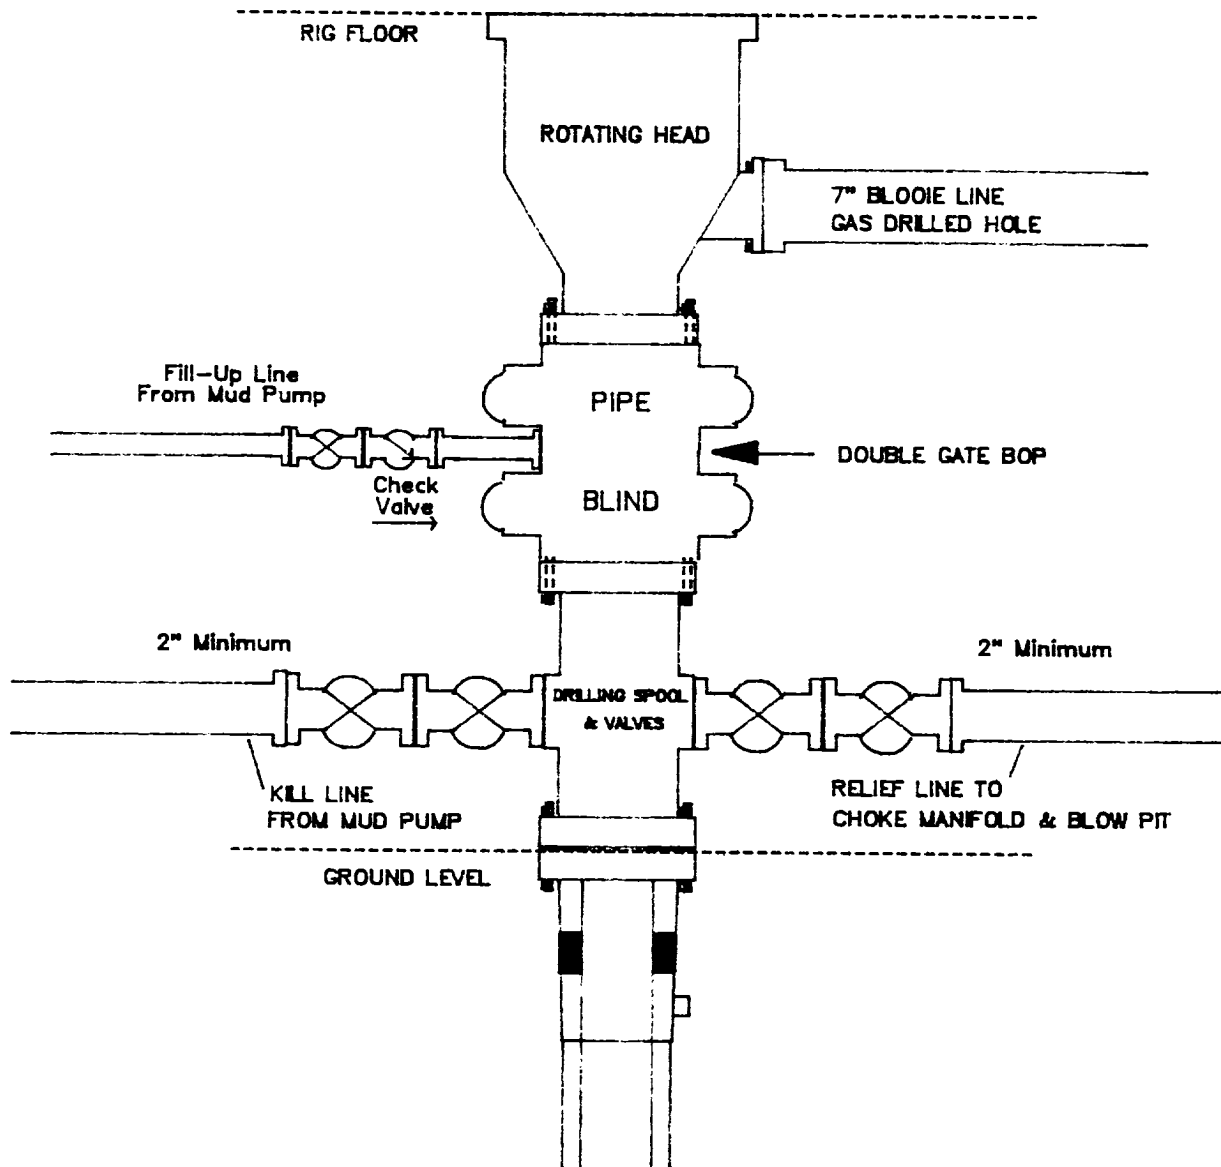 RIG FLOOR
ROTATING HEAD
7" BLOOIE LINE
GAS DRILLED HOLE
Fill-Up Line
From Mud Pump
PIPE
DOUBLE GATE BOP
Check
Valve
BLIND
2" Minimum
2" Minimum
DRILLING SPOOL
& VALVES
KILL LINE
FROM MUD PUMP
RELIEF LINE TO
CHOKE MANIFOLD & BLOW PIT
GROUND LEVEL